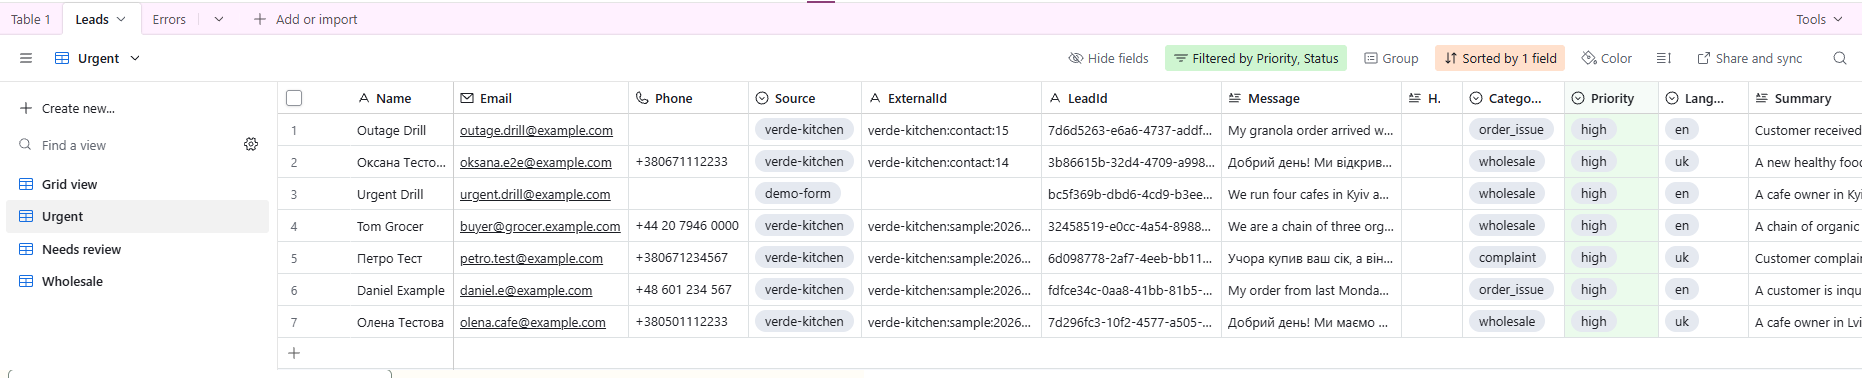 Table 1 Leads Errors Add or import Tools
Urgent Hide fields Filtered by Priority, Status Group Sorted by 1 field Color Share and sync
Create new...
Find a view
Grid view
Urgent
Needs review
Wholesale
Name Email Phone Source ExternalId LeadId Message H. Catego... Priority Lang... Summary
1 Outage Drill outage.drill@example.com verde-kitchen verde-kitchen:contact:15 7d6d5263-e6a6-4737-addf... My granola order arrived w... order_issue high en Customer received
2 Оксана Тесто... oksana.e2e@example.com +380671112233 verde-kitchen verde-kitchen:contact:14 3b86615b-32d4-4709-a998... Добрий день! Ми відкрив... wholesale high uk A new healthy foo
3 Urgent Drill urgent.drill@example.com demo-form bc5f369b-dbd6-4cd9-b3ee... We run four cafes in Kyiv a... wholesale high en A cafe owner in Ky
4 Tom Grocer buyer@grocer.example.com +44 20 7946 0000 verde-kitchen verde-kitchen:sample:2026... 32458519-e0cc-4a54-8988... We are a chain of three org... wholesale high en A chain of organic
5 Петро Тест petro.test@example.com +380671234567 verde-kitchen verde-kitchen:sample:2026... 6d098778-2af7-4eeb-bb11... Учора купив ваш сік, а він... complaint high uk Customer complai
6 Daniel Example daniel.e@example.com +48 601 234 567 verde-kitchen verde-kitchen:sample:2026... fdfce34c-0aa8-41bb-81b5-... My order from last Monda... order_issue high en A customer is inqu
7 Олена Тестова olena.cafe@example.com +380501112233 verde-kitchen verde-kitchen:sample:2026... 7d296fc3-10f2-4577-a505-... Добрий день! Ми маємо ... wholesale high uk A cafe owner in Lvi